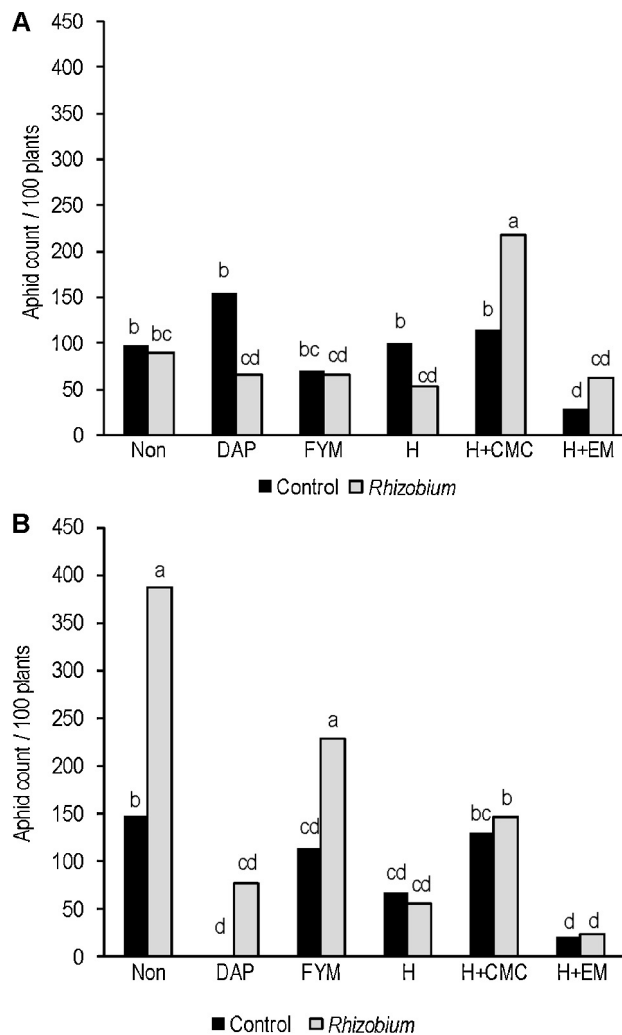 A
Aphid count / 100 plants
450
400
350
300
250
200
150
100
50
0
b bc b cd bc cd b cd b a d cd
Non DAP FYM H H+CMC H+EM
Control Rhizobium
B
Aphid count / 100 plants
450
400
350
300
250
200
150
100
50
0
b a d cd cd a cd cd bc b d d
Non DAP FYM H H+CMC H+EM
Control Rhizobium